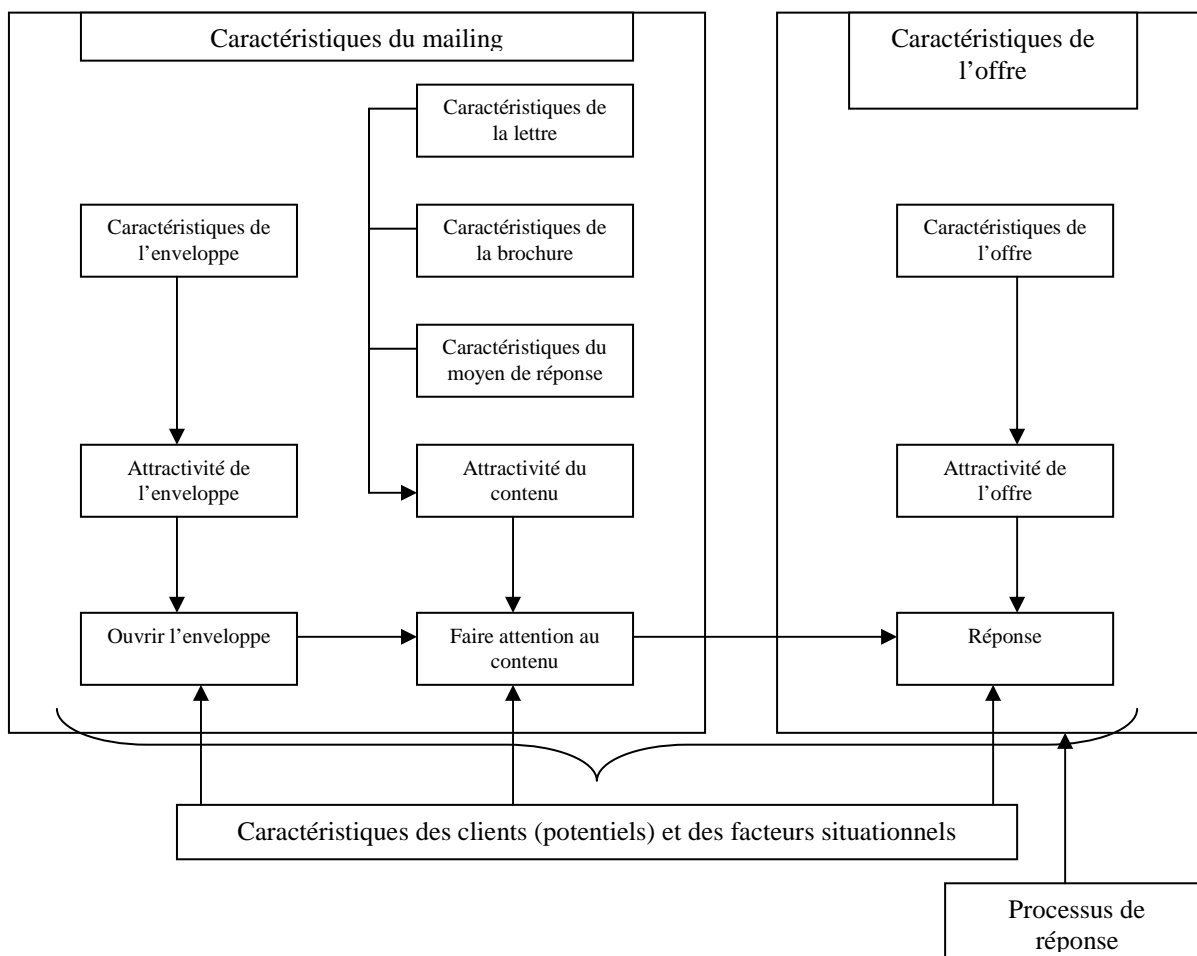 Caractéristiques du mailing
Caractéristiques de
l’offre
Caractéristiques de
la lettre
Caractéristiques de
l’enveloppe
Caractéristiques de
la brochure
Caractéristiques de
l’offre
Caractéristiques du
moyen de réponse
Attractivité de
l’enveloppe
Attractivité du
contenu
Attractivité de
l’offre
Ouvrir l’enveloppe
Faire attention au
contenu
Réponse
Caractéristiques des clients (potentiels) et des facteurs situationnels
Processus de
réponse